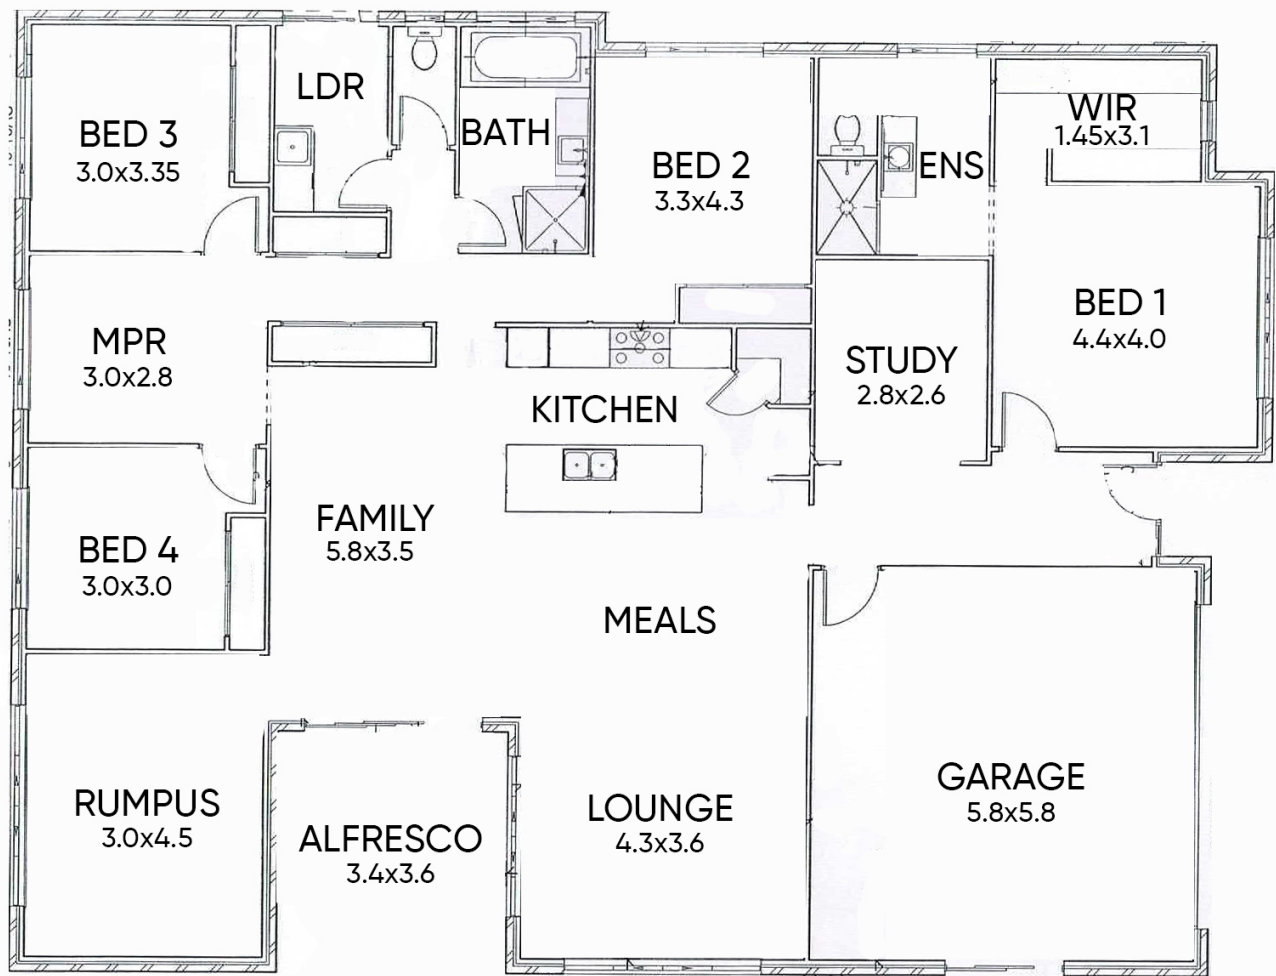 LDR
BED 3
3.0x3.35
BATH
BED 2
3.3x4.3
ENS
WIR
1.45x3.1
MPR
3.0x2.8
BED 1
4.4x4.0
STUDY
2.8x2.6
KITCHEN
FAMILY
5.8x3.5
BED 4
3.0x3.0
MEALS
RUMPUS
3.0x4.5
ALFRESCO
3.4x3.6
LOUNGE
4.3x3.6
GARAGE
5.8x5.8